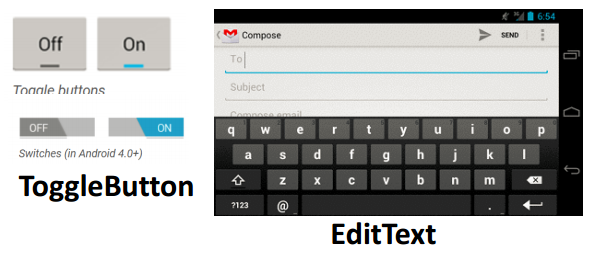 Off On
Toggle buttons
OFF ON
Switches (in Android 4.0+)
ToggleButton
3G 6:54
Compose SEND
To
Subject
Compose email
q w e r t y u i o p
a s d f g h j k l
z x c v b n m
?123 @ .
EditText